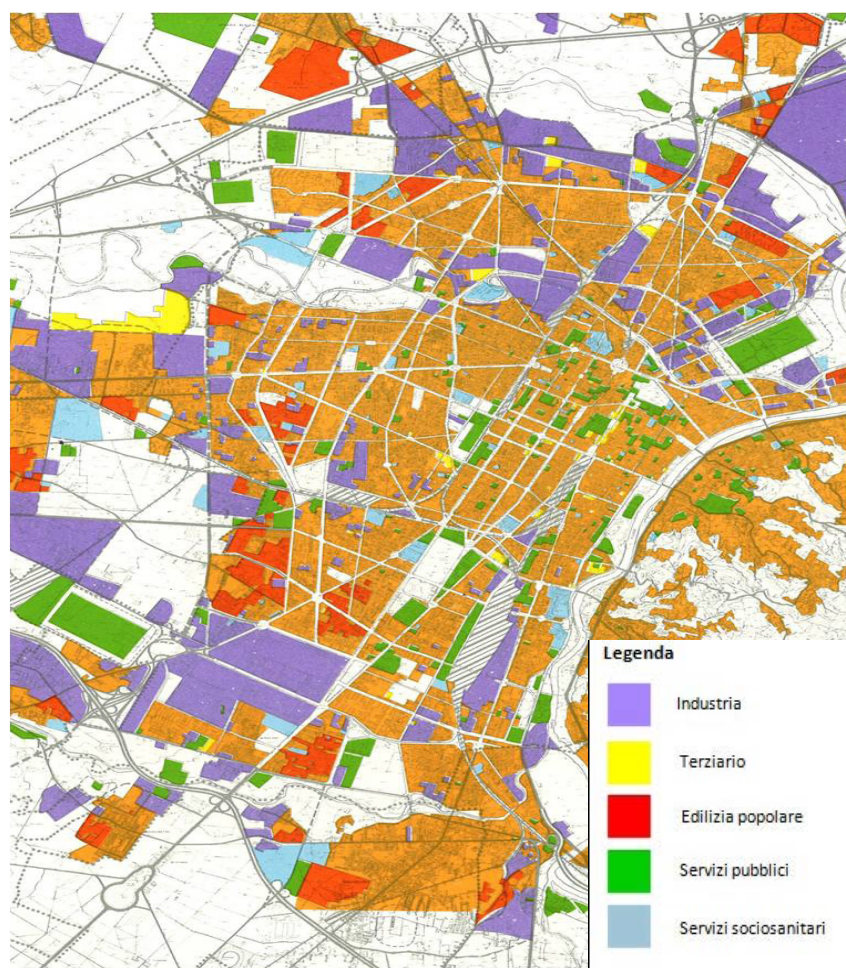 Legenda
Industria
Terziario
Edilizia popolare
Servizi pubblici
Servizi sociosanitari